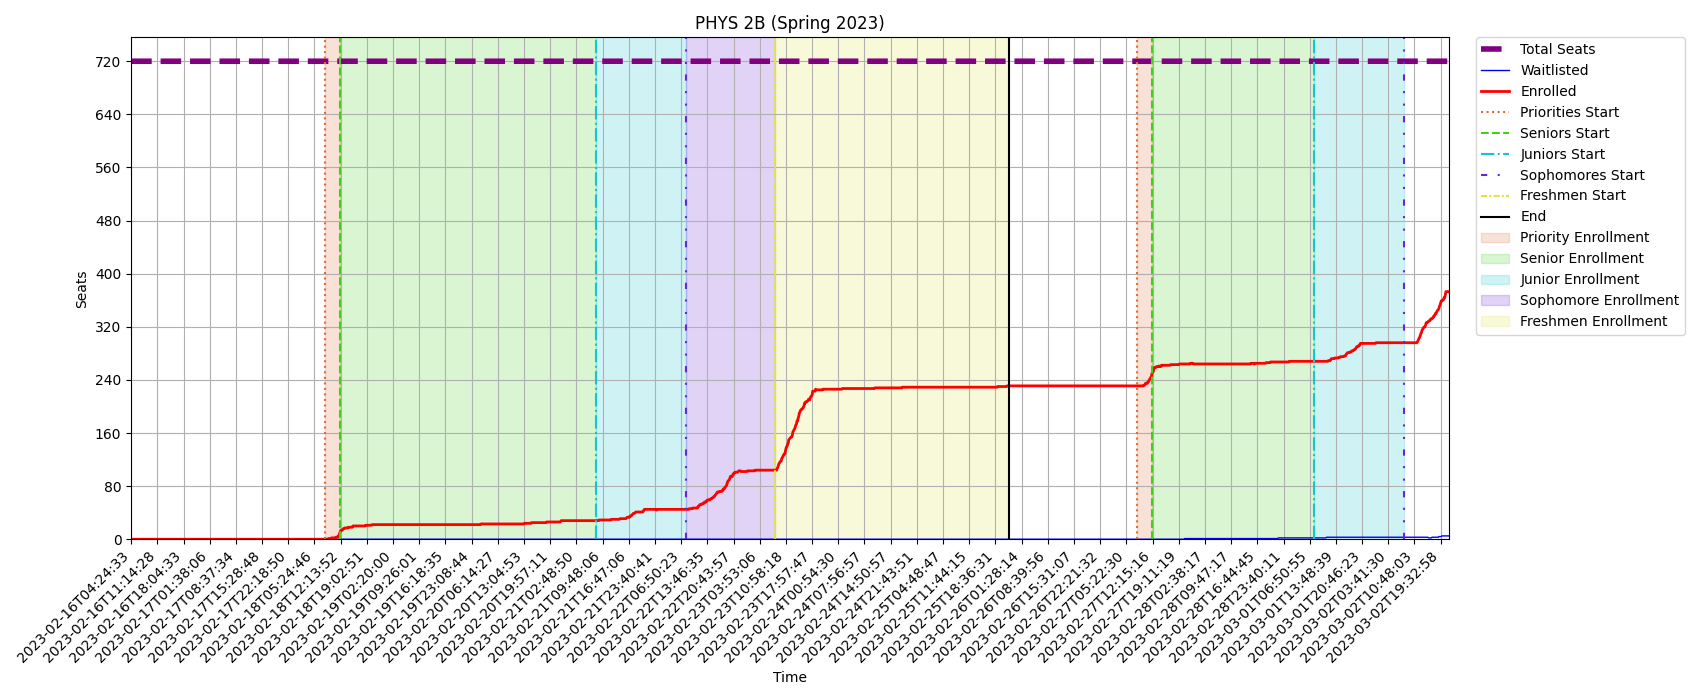 PHYS 2B (Spring 2023)
Seats
720
640
560
480
400
320
240
160
80
0
2023-02-16T04:24:33
2023-02-16T11:14:28
2023-02-16T18:04:33
2023-02-17T01:38:06
2023-02-17T08:37:34
2023-02-17T15:28:48
2023-02-17T22:18:50
2023-02-18T05:24:46
2023-02-18T12:13:52
2023-02-18T19:02:51
2023-02-19T02:20:00
2023-02-19T09:26:01
2023-02-19T16:18:35
2023-02-19T23:08:44
2023-02-20T06:14:27
2023-02-20T13:04:53
2023-02-20T19:57:11
2023-02-21T02:48:50
2023-02-21T09:48:06
2023-02-21T16:47:06
2023-02-21T23:40:41
2023-02-22T06:50:23
2023-02-22T13:46:35
2023-02-22T20:43:57
2023-02-23T03:53:06
2023-02-23T10:58:18
2023-02-23T17:57:47
2023-02-24T00:54:30
2023-02-24T07:56:57
2023-02-24T14:50:57
2023-02-24T21:43:51
2023-02-25T04:48:47
2023-02-25T11:44:15
2023-02-25T18:36:31
2023-02-26T01:28:14
2023-02-26T08:39:56
2023-02-26T15:31:07
2023-02-26T22:21:32
2023-02-27T05:22:30
2023-02-27T12:15:16
2023-02-27T19:11:19
2023-02-28T02:38:17
2023-02-28T09:47:17
2023-02-28T16:44:45
2023-02-28T23:40:11
2023-03-01T06:50:55
2023-03-01T13:48:39
2023-03-01T20:46:23
2023-03-02T03:41:30
2023-03-02T10:48:03
2023-03-02T19:32:58
Time
Total Seats
Waitlisted
Enrolled
Priorities Start
Seniors Start
Juniors Start
Sophomores Start
Freshmen Start
End
Priority Enrollment
Senior Enrollment
Junior Enrollment
Sophomore Enrollment
Freshmen Enrollment